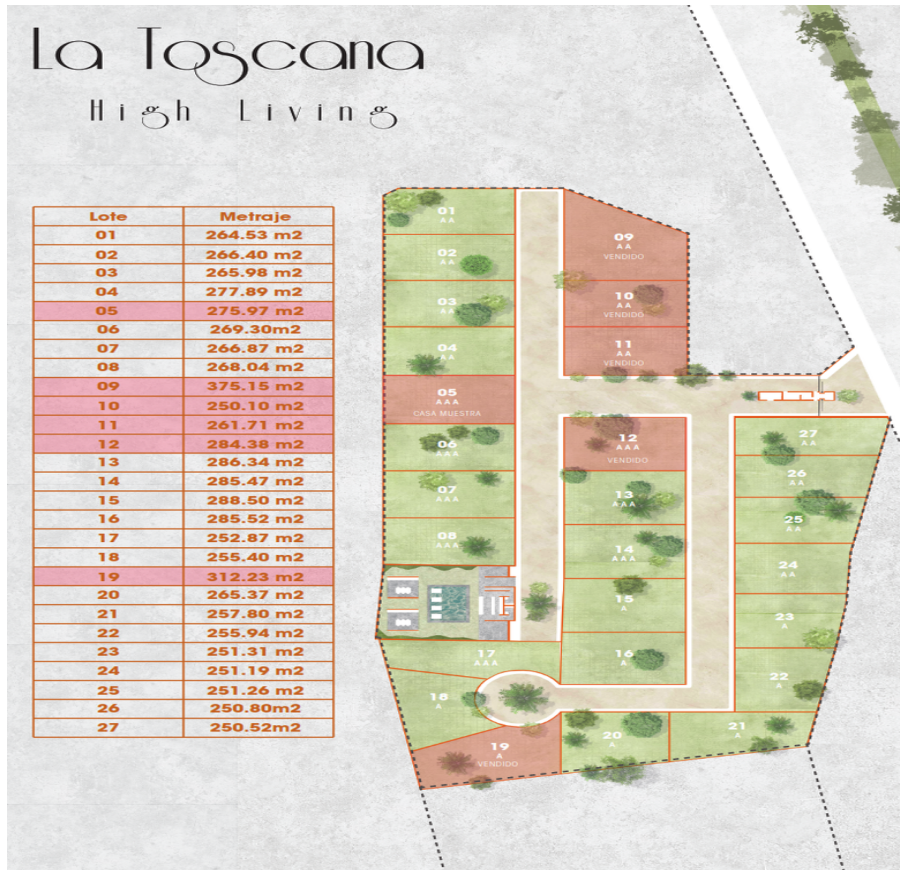 La Toscana
High Living
Lote Metraje
01 264.53 m2
02 266.40 m2
03 265.98 m2
04 277.89 m2
05 275.97 m2
06 269.30m2
07 266.87 m2
08 268.04 m2
09 375.15 m2
10 250.10 m2
11 261.71 m2
12 284.38 m2
13 286.34 m2
14 285.47 m2
15 288.50 m2
16 285.52 m2
17 252.87 m2
18 255.40 m2
19 312.23 m2
20 265.37 m2
21 257.80 m2
22 255.94 m2
23 251.31 m2
24 251.19 m2
25 251.26 m2
26 250.80m2
27 250.52m2
01
AA
02
AA
03
AA
04
AA
05
AAA
CASA MUESTRA
06
AAA
07
AAA
08
AAA
09
AA
VENDIDO
10
AA
VENDIDO
11
AA
VENDIDO
12
AAA
VENDIDO
13
AAA
14
AAA
15
A
16
A
17
AAA
18
A
19
A
VENDIDO
20
A
21
A
22
A
23
A
24
AA
25
AA
26
AA
27
AA